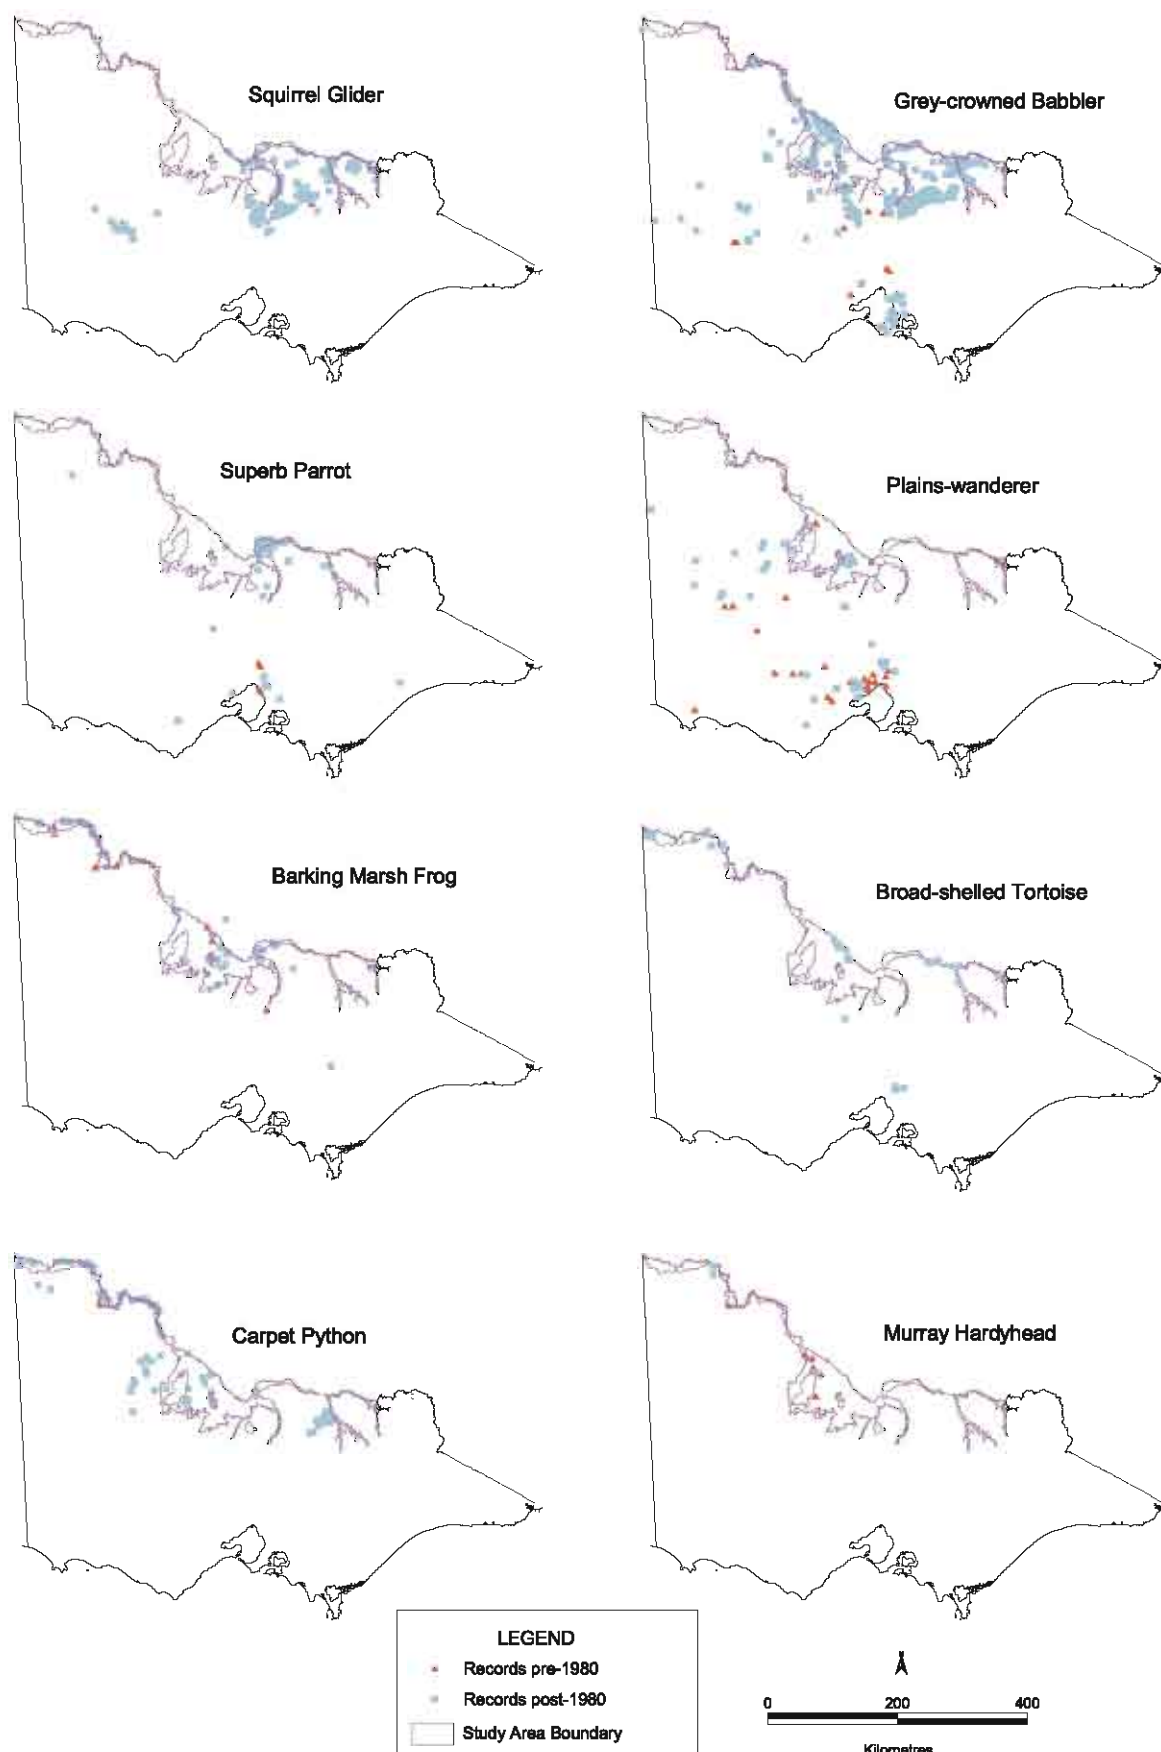 Squirrel Glider
Grey-crowned Babbler
Superb Parrot
Plains-wanderer
Barking Marsh Frog
Broad-shelled Tortoise
Carpet Python
Murray Hardyhead
LEGEND
Records pre-1980
Records post-1980
Study Area Boundary
0 200 400
Kilometres